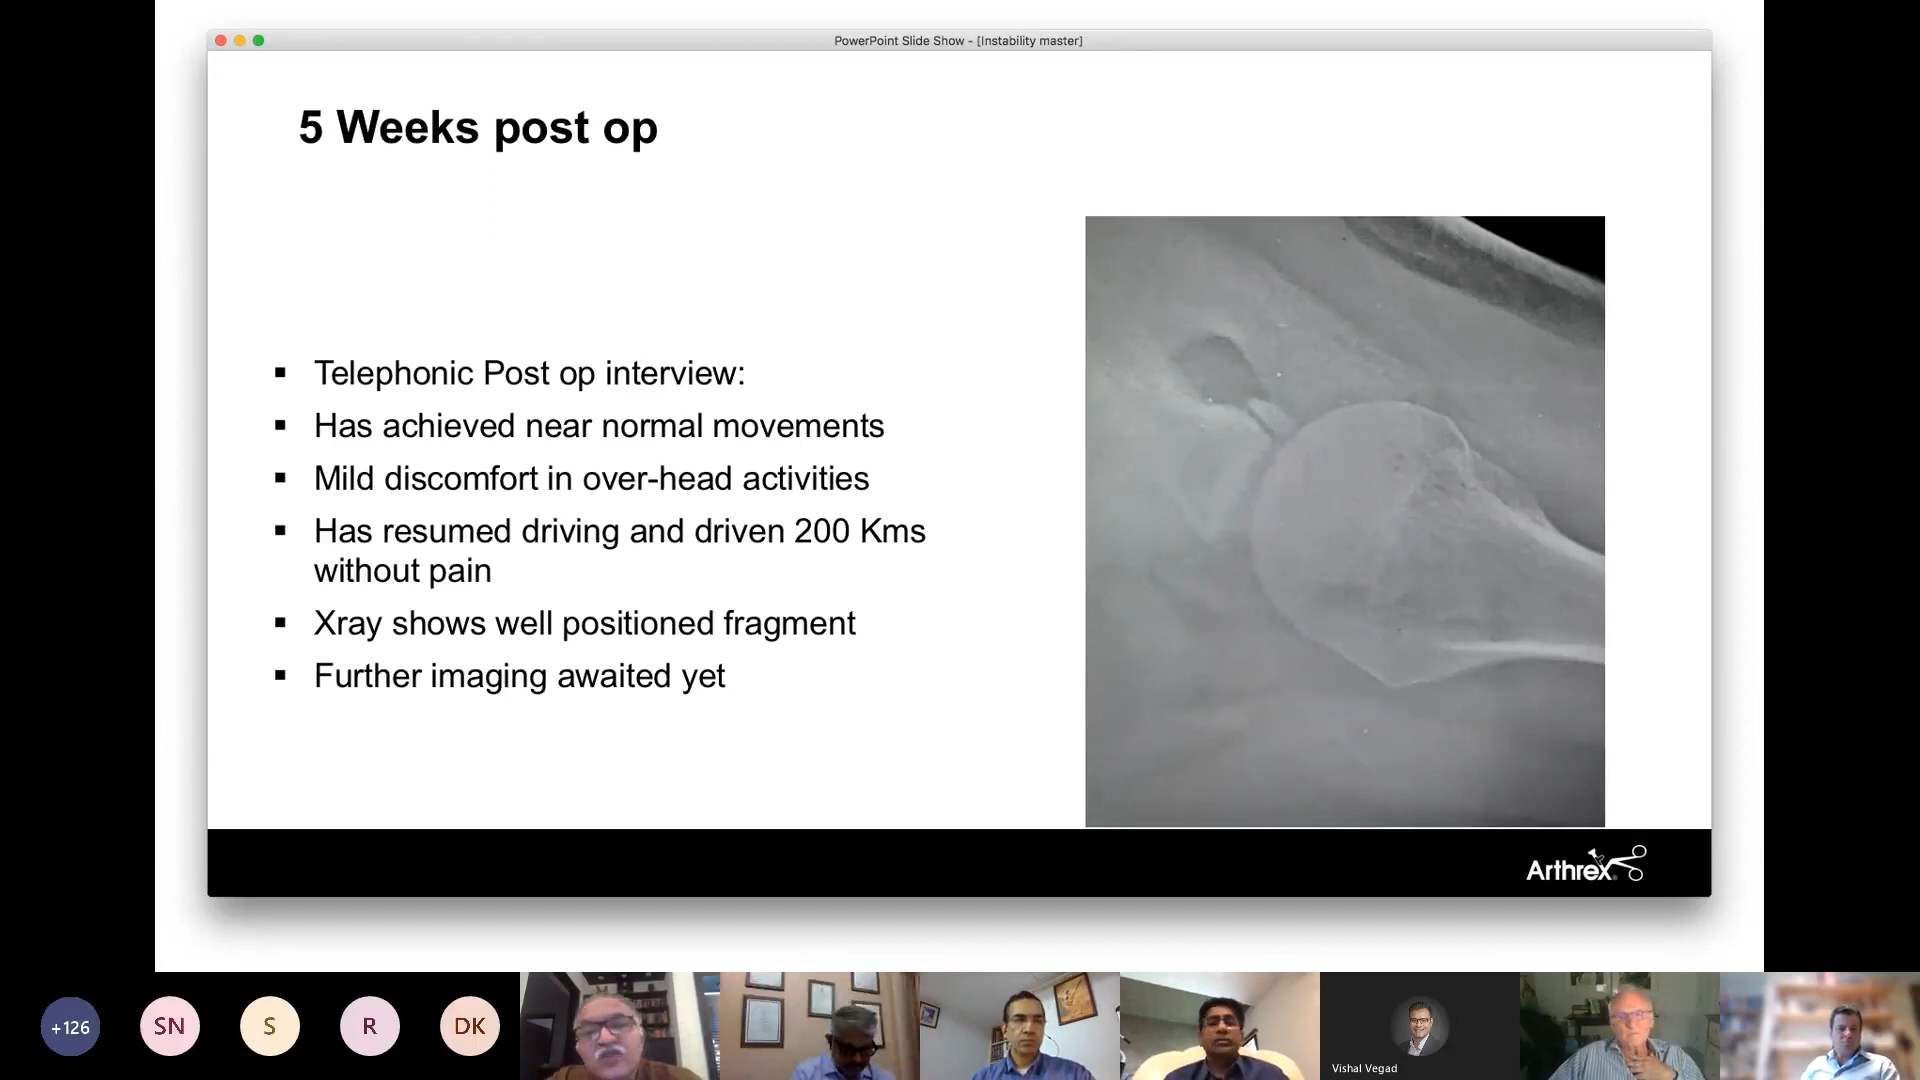 PowerPoint Slide Show - [Instability master]
5 Weeks post op
▪ Telephonic Post op interview:
▪ Has achieved near normal movements
▪ Mild discomfort in over-head activities
▪ Has resumed driving and driven 200 Kms
without pain
▪ Xray shows well positioned fragment
▪ Further imaging awaited yet
Arthrex
+126
SN
S
R
DK
Vishal Vegad